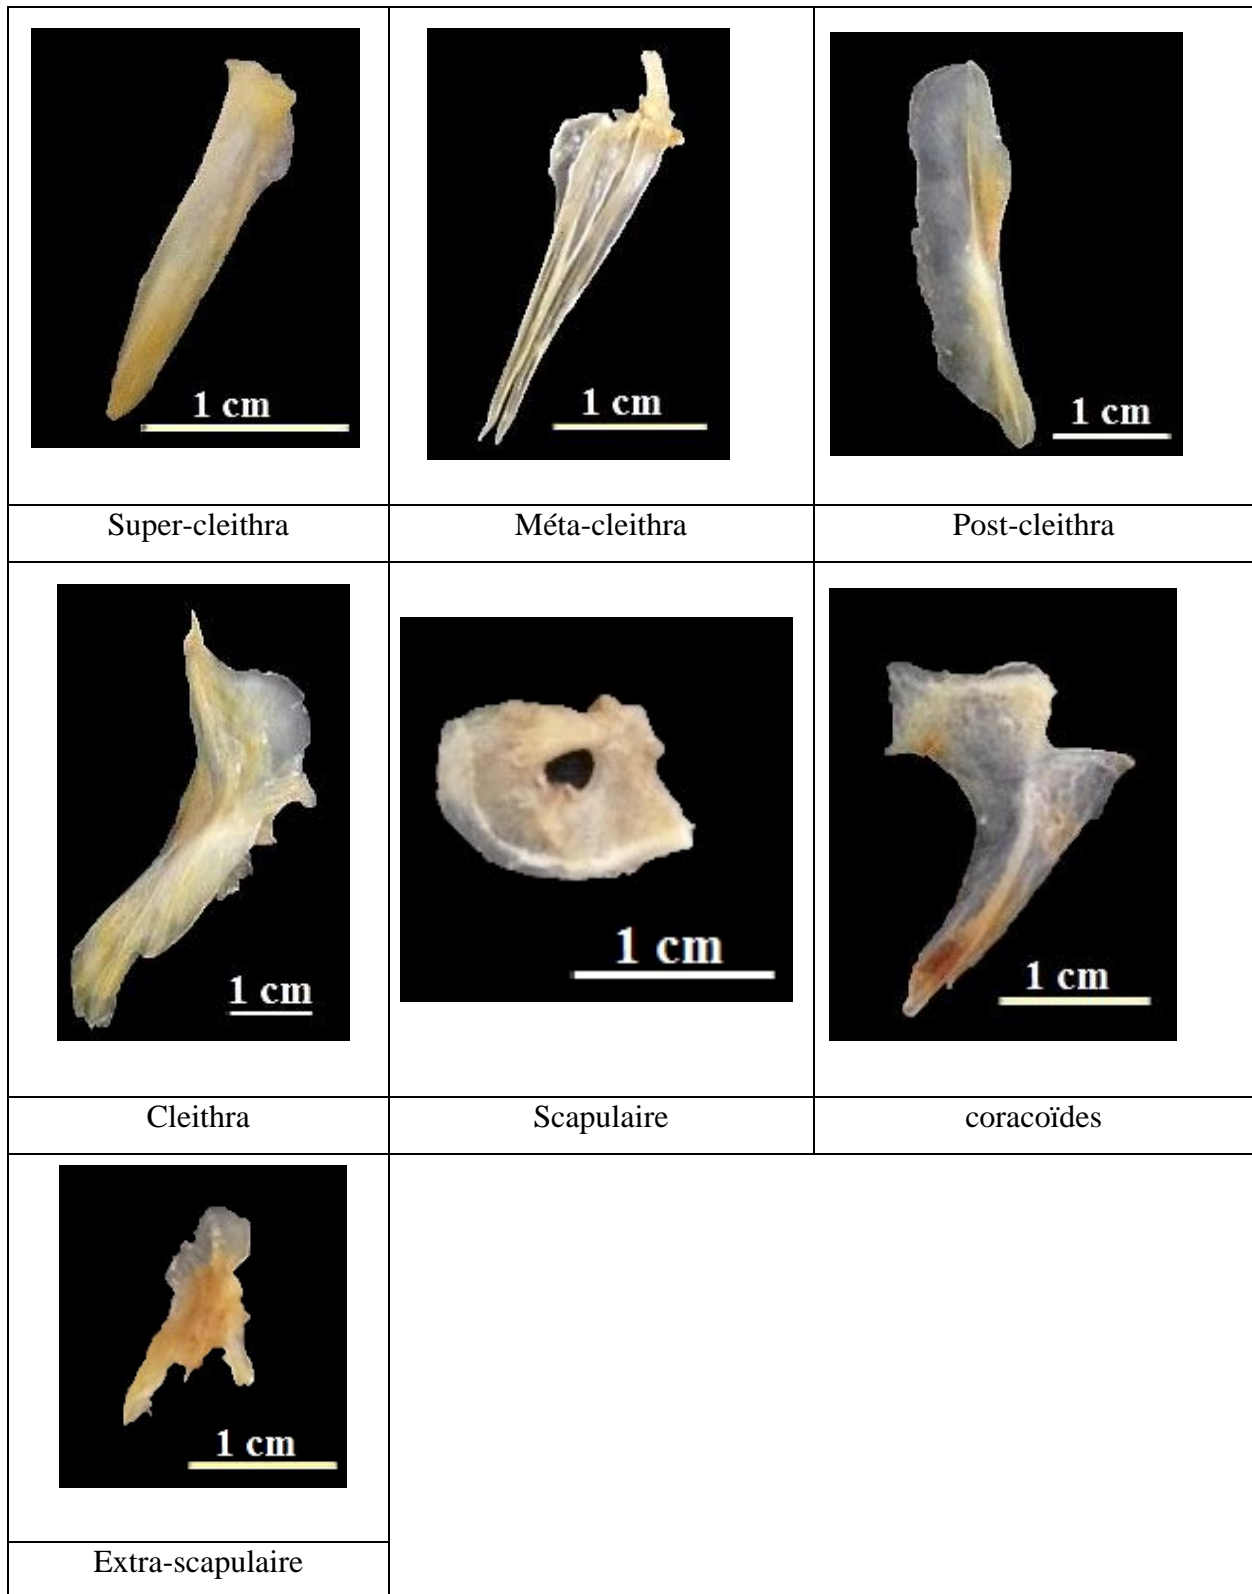 1 cm
1 cm
1 cm
Super-cleithra
Méta-cleithra
Post-cleithra
1 cm
1 cm
1 cm
Cleithra
Scapulaire
coracoïdes
1 cm
Extra-scapulaire